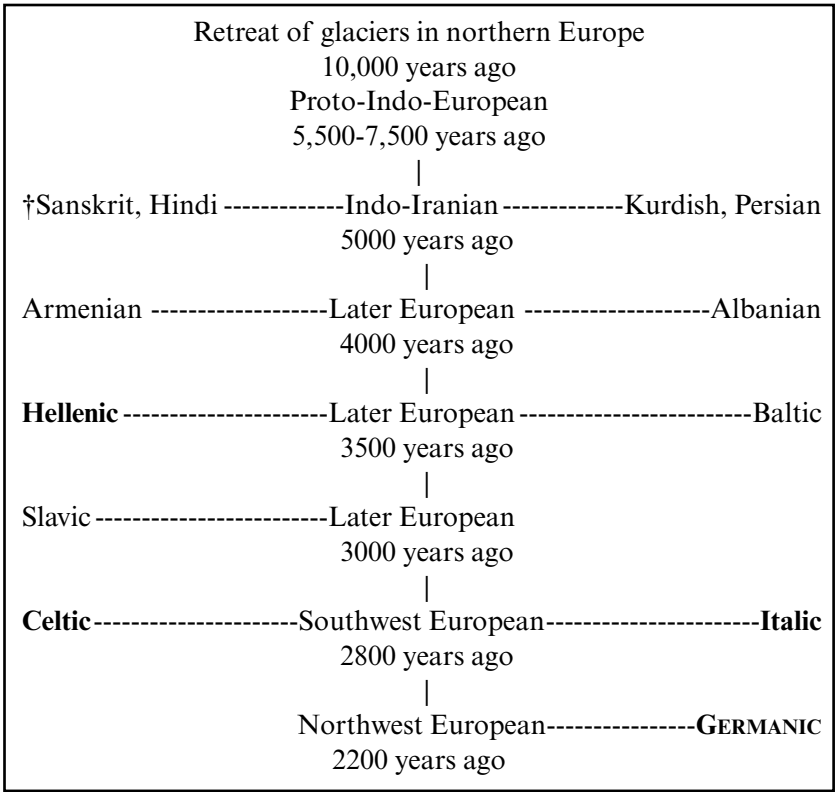 Retreat of glaciers in northern Europe
10,000 years ago
Proto-Indo-European
5,500-7,500 years ago
|
†Sanskrit, Hindi -------------Indo-Iranian -------------Kurdish, Persian
5000 years ago
|
Armenian -------------------Later European --------------------Albanian
4000 years ago
|
Hellenic----------------------Later European-------------------------Baltic
3500 years ago
|
Slavic-------------------------Later European
3000 years ago
|
Celtic----------------------Southwest European-----------------------Italic
2800 years ago
|
Northwest European----------------GERMANIC
2200 years ago